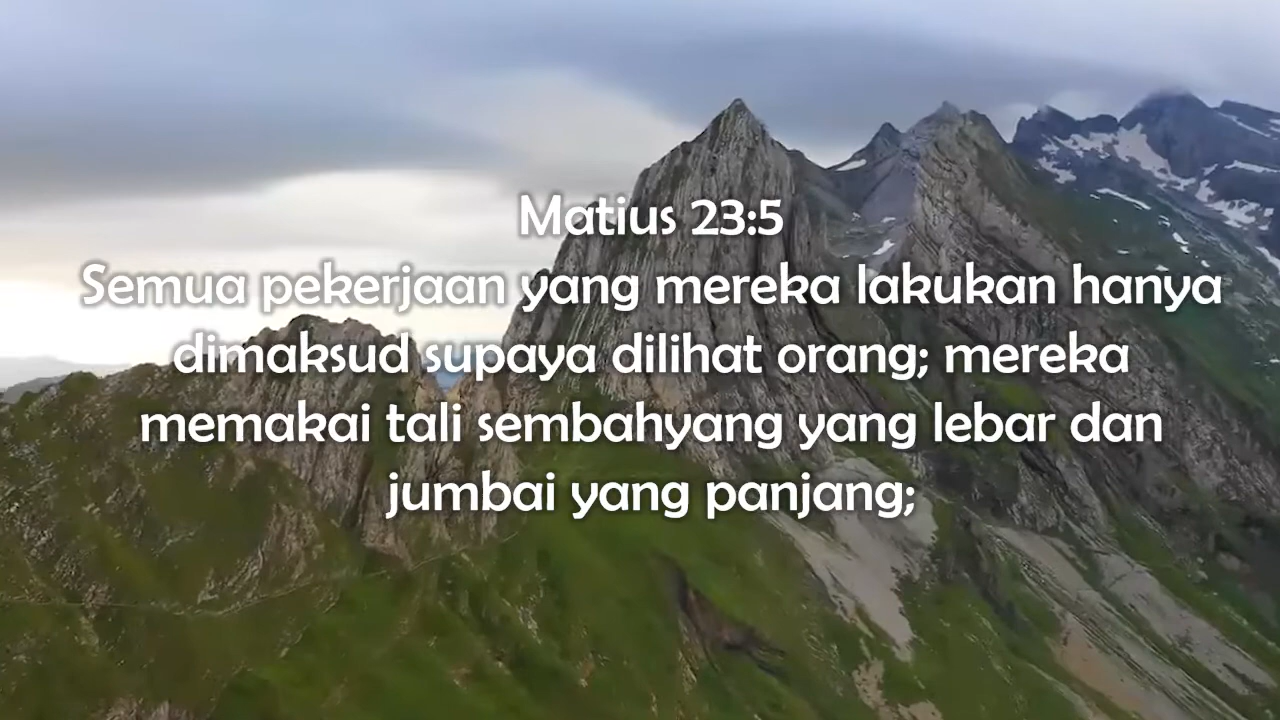 Matius 23:5
Semua pekerjaan yang mereka lakukan hanya
dimaksud supaya dilihat orang; mereka
memakai tali sembahyang yang lebar dan
jumbai yang panjang;